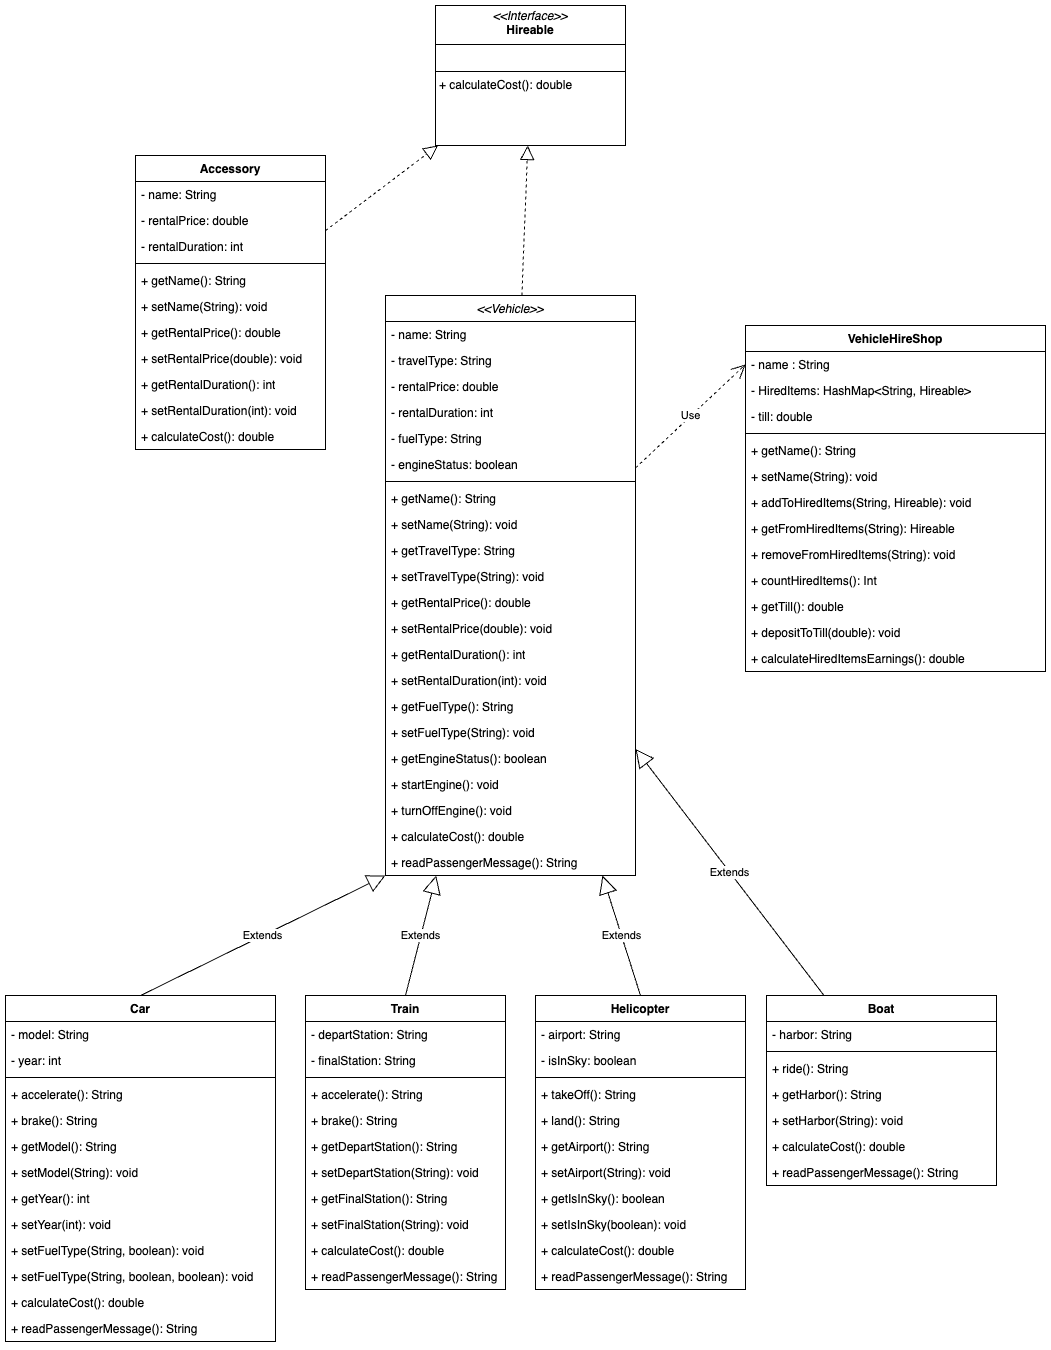 <<Interface>>
Hireable
+ calculateCost(): double
Accessory
- name: String
- rentalPrice: double
- rentalDuration: int
+ getName(): String
+ setName(String): void
+ getRentalPrice(): double
+ setRentalPrice(double): void
+ getRentalDuration(): int
+ setRentalDuration(int): void
+ calculateCost(): double
<<Vehicle>>
- name: String
- travelType: String
- rentalPrice: double
- rentalDuration: int
- fuelType: String
- engineStatus: boolean
+ getName(): String
+ setName(String): void
+ getTravelType: String
+ setTravelType(String): void
+ getRentalPrice(): double
+ setRentalPrice(double): void
+ getRentalDuration(): int
+ setRentalDuration(int): void
+ getFuelType(): String
+ setFuelType(String): void
+ getEngineStatus(): boolean
+ startEngine(): void
+ turnOffEngine(): void
+ calculateCost(): double
+ readPassengerMessage(): String
Use
VehicleHireShop
- name : String
- HiredItems: HashMap<String, Hireable>
- till: double
+ getName(): String
+ setName(String): void
+ addToHiredItems(String, Hireable): void
+ getFromHiredItems(String): Hireable
+ removeFromHiredItems(String): void
+ countHiredItems(): Int
+ getTill(): double
+ depositToTill(double): void
+ calculateHiredItemsEarnings(): double
Extends
Extends
Extends
Extends
Car
- model: String
- year: int
+ accelerate(): String
+ brake(): String
+ getModel(): String
+ setModel(String): void
+ getYear(): int
+ setYear(int): void
+ setFuelType(String, boolean): void
+ setFuelType(String, boolean, boolean): void
+ calculateCost(): double
+ readPassengerMessage(): String
Train
- departStation: String
- finalStation: String
+ accelerate(): String
+ brake(): String
+ getDepartStation(): String
+ setDepartStation(String): void
+ getFinalStation(): String
+ setFinalStation(String): void
+ calculateCost(): double
+ readPassengerMessage(): String
Helicopter
- airport: String
- isInSky: boolean
+ takeOff(): String
+ land(): String
+ getAirport(): String
+ setAirport(String): void
+ getIsInSky(): boolean
+ setIsInSky(boolean): void
+ calculateCost(): double
+ readPassengerMessage(): String
Boat
- harbor: String
+ ride(): String
+ getHarbor(): String
+ setHarbor(String): void
+ calculateCost(): double
+ readPassengerMessage(): String